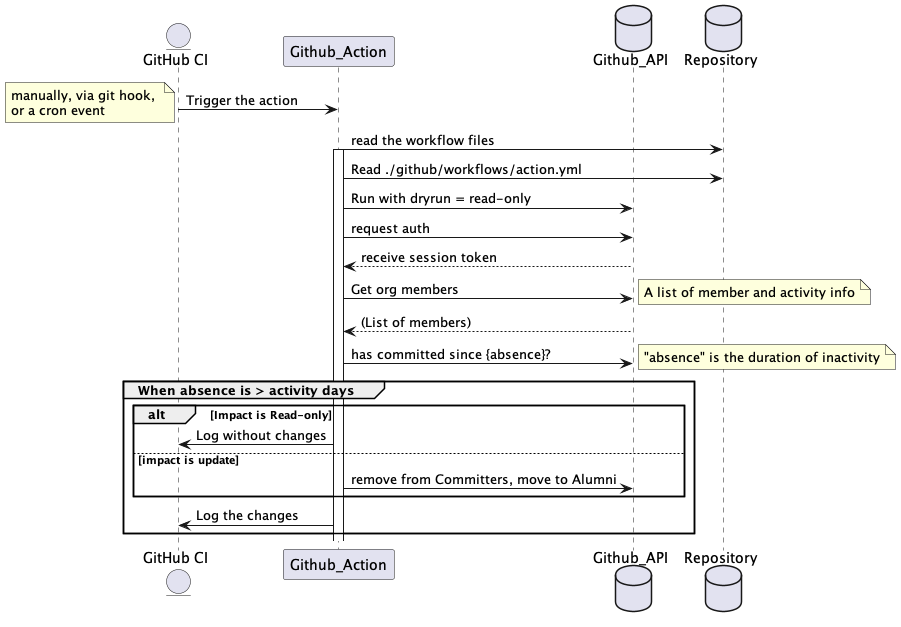 GitHub CI
Github_Action
Github_API
Repository
manually, via git hook,
or a cron event
Trigger the action
read the workflow files
Read ./github/workflows/action.yml
Run with dryrun = read-only
request auth
receive session token
Get org members
A list of member and activity info
(List of members)
has committed since {absence}?
"absence" is the duration of inactivity
When absence is > activity days
alt
[Impact is Read-only]
Log without changes
[impact is update]
remove from Committers, move to Alumni
Log the changes
GitHub CI
Github_Action
Github_API
Repository